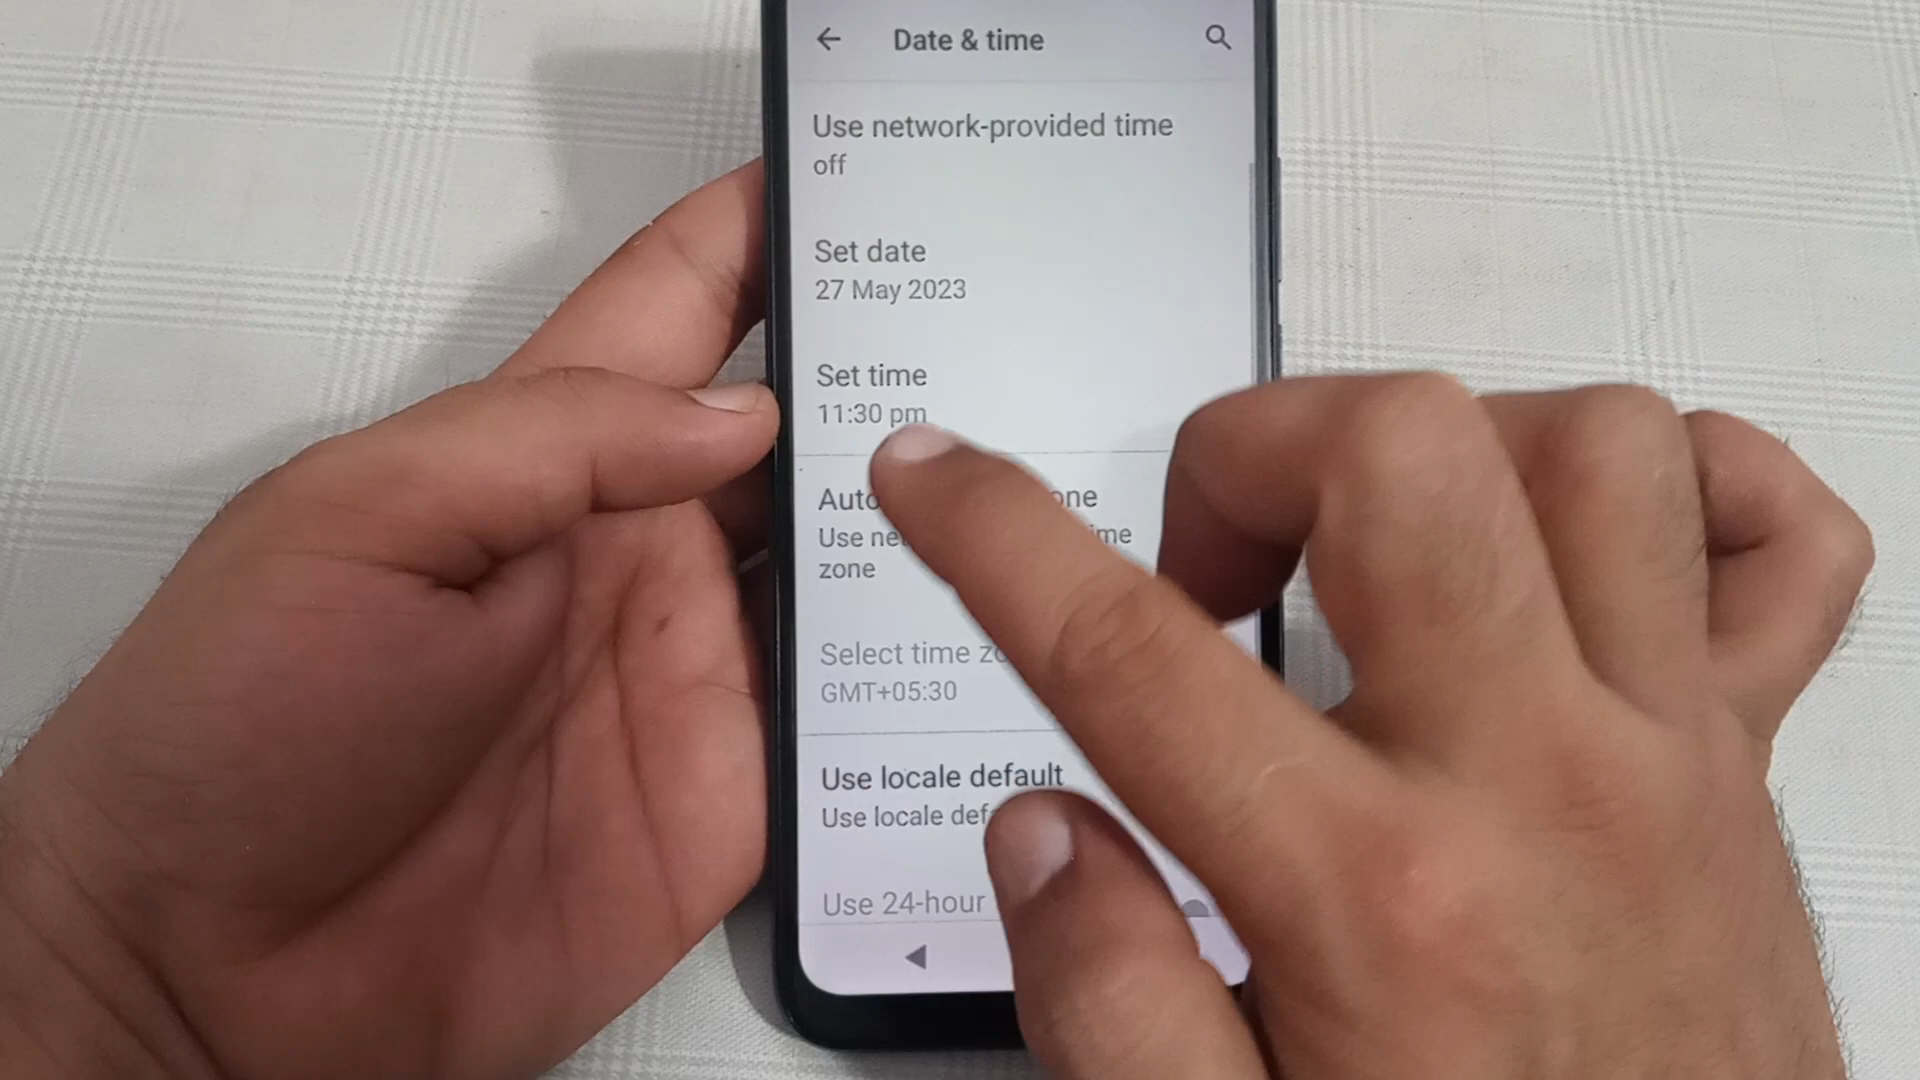 Date & time
Use network-provided time
off
Set date
27 May 2023
Set time
11:30 pm
Auto one
Use ne ime
zone
Select time zo
GMT+05:30
Use locale default
Use locale def
Use 24-hour